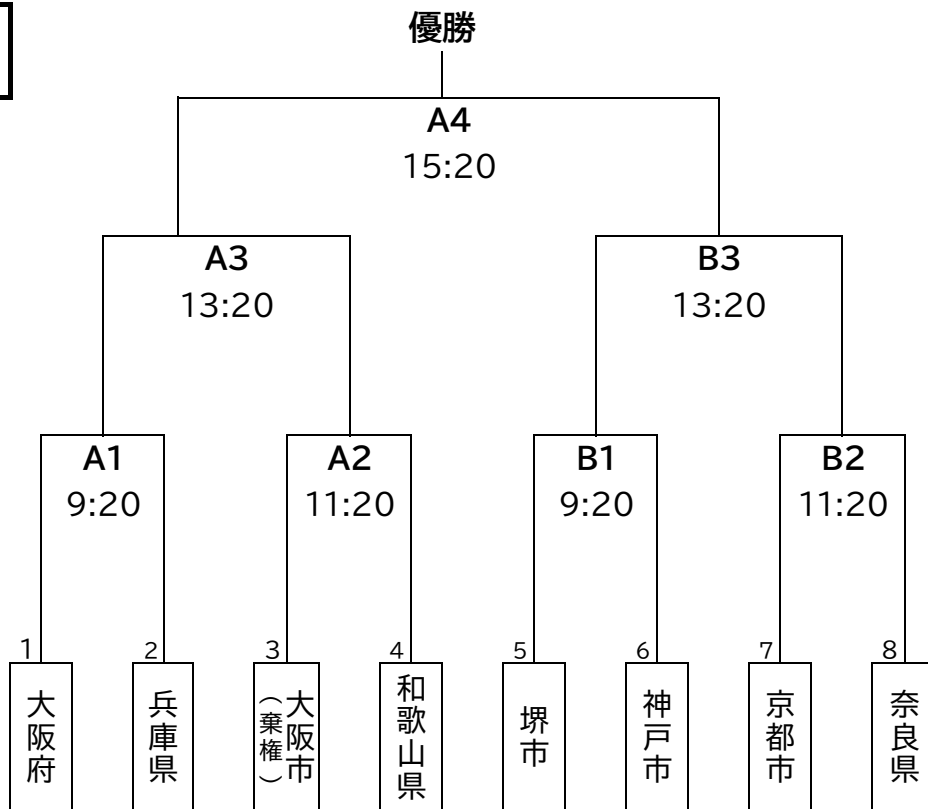 優勝
A4
15:20
A3
13:20
B3
13:20
A1
9:20
A2
11:20
B1
9:20
B2
11:20
1
大阪府
2
兵庫県
3
大阪市
（棄権）
4
和歌山県
5
堺市
6
神戸市
7
京都市
8
奈良県